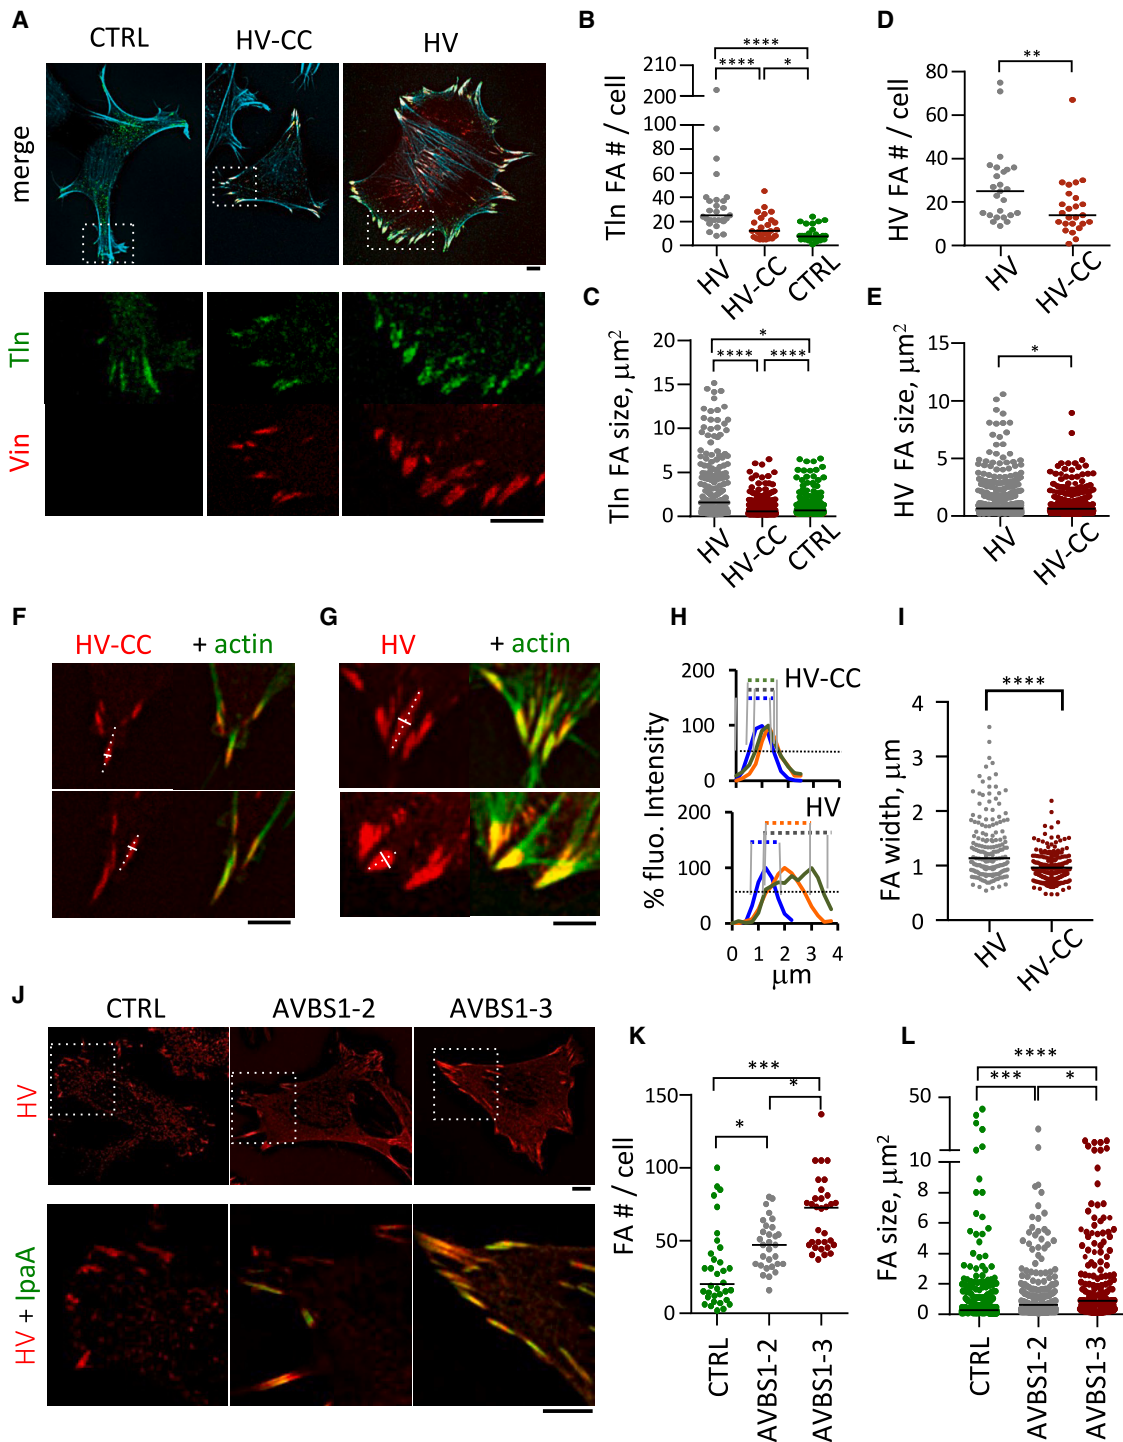 A
CTRL
HV-CC
HV
merge
Tln
Vin
B
Tln FA # / cell
210
200
100
80
60
40
20
0
****
****
*
HV
HV-CC
CTRL
D
HV FA # / cell
80
60
40
20
0
**
HV
HV-CC
C
Tln FA size, µm²
20
15
10
5
0
*
****
****
HV
HV-CC
CTRL
E
HV FA size, µm²
15
10
5
0
*
HV
HV-CC
F
HV-CC
+ actin
G
HV
+ actin
H
% fluo. Intensity
200
100
0
HV-CC
200
100
0
HV
0 1 2 3 4
µm
I
FA width, µm
4
3
2
1
0
****
HV
HV-CC
J
CTRL
AVBS1-2
AVBS1-3
HV
HV + IpaA
K
FA # / cell
150
100
50
0
***
*
*
CTRL
AVBS1-2
AVBS1-3
L
FA size, µm²
50
10
8
6
4
2
0
****
***
*
CTRL
AVBS1-2
AVBS1-3